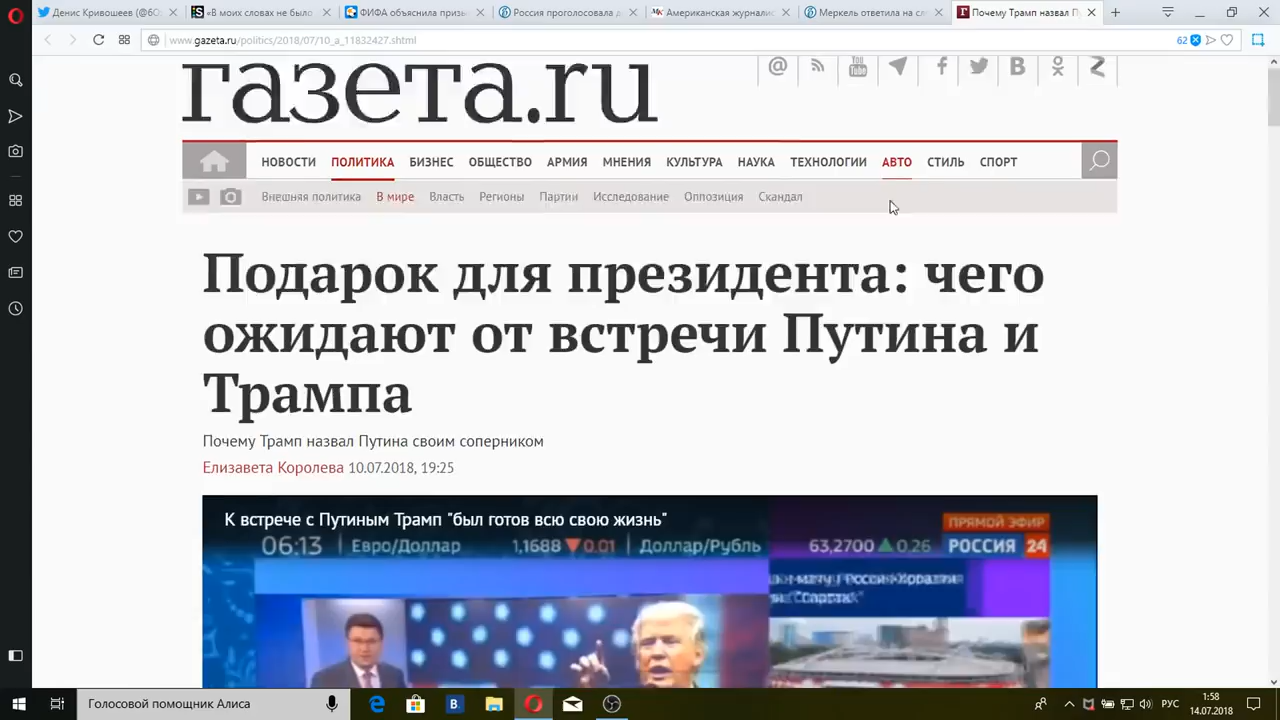 Денис Кривошеев (@60
«В моих словах не было
ФИФА объяснила приз
Россия проголосовала д
Американская журналис
Меркель ответила на сл
Почему Трамп назвал П
www.gazeta.ru/politics/2018/07/10_a_11832427.shtml
62
газета.ru
You Tube
НОВОСТИ ПОЛИТИКА БИЗНЕС ОБЩЕСТВО АРМИЯ МНЕНИЯ КУЛЬТУРА НАУКА ТЕХНОЛОГИИ АВТО СТИЛЬ СПОРТ
Внешняя политика В мире Власть Регионы Партии Исследование Оппозиция Скандал
Подарок для президента: чего
ожидают от встречи Путина и
Трампа
Почему Трамп назвал Путина своим соперником
Елизавета Королева 10.07.2018, 19:25
К встрече с Путиным Трамп "был готов всю свою жизнь"
ПРЯМОЙ ЭФИР
06:13 Евро/Доллар 1,1688 ▼0.01 Доллар/Рубль 63,2700 ▲0.26 РОССИЯ 24
"Спартак"
Голосовой помощник Алиса
РУС
1:58
14.07.2018